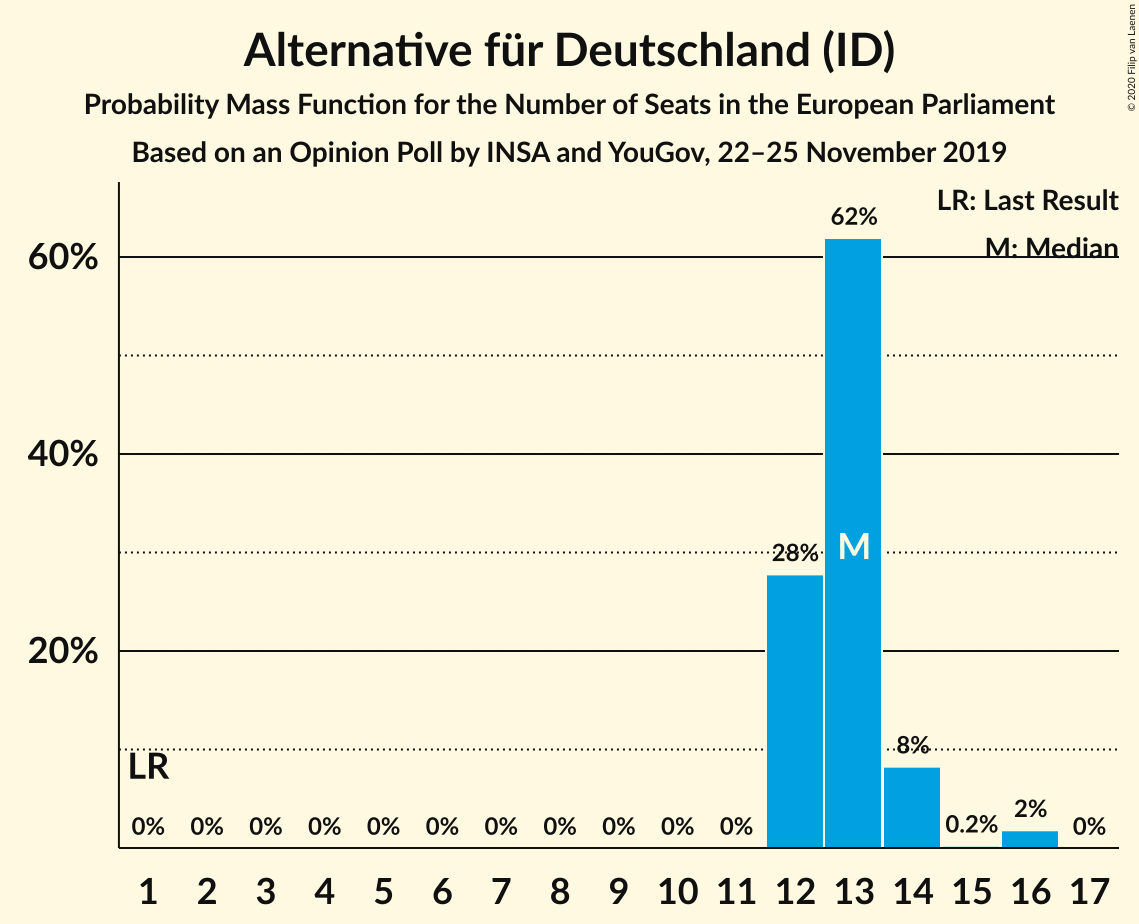 Alternative für Deutschland (ID)
Probability Mass Function for the Number of Seats in the European Parliament
Based on an Opinion Poll by INSA and YouGov, 22–25 November 2019
© 2020 Filip van Laenen
LR: Last Result
M: Median
62%
60%
40%
28%
M
20%
8%
LR
0% 0% 0% 0% 0% 0% 0% 0% 0% 0% 0% 0.2% 2% 0%
1 2 3 4 5 6 7 8 9 10 11 12 13 14 15 16 17